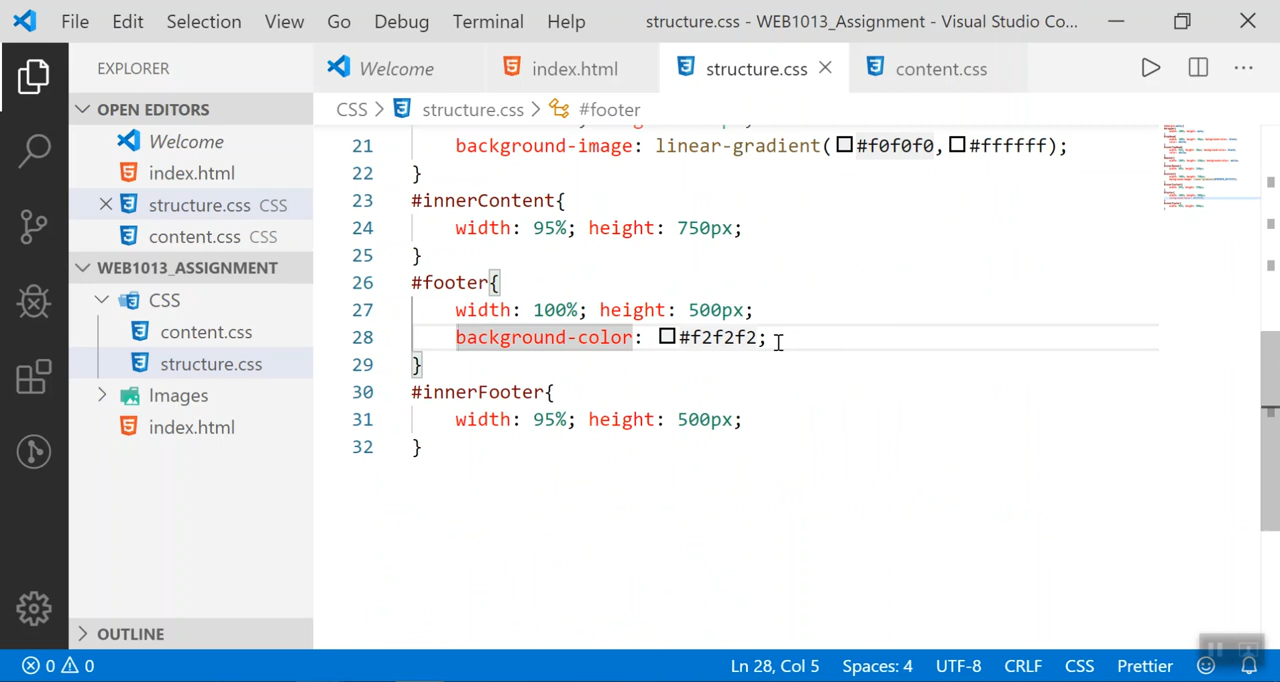 File Edit Selection View Go Debug Terminal Help structure.css - WEB1013_Assignment - Visual Studio Co...
EXPLORER
OPEN EDITORS
Welcome
index.html
structure.css CSS
content.css CSS
WEB1013_ASSIGNMENT
CSS
content.css
structure.css
Images
index.html
OUTLINE
Welcome index.html structure.css content.css
CSS > structure.css > #footer
21 background-image: linear-gradient(#f0f0f0,#ffffff);
22 }
23 #innerContent{
24 width: 95%; height: 750px;
25 }
26 #footer{
27 width: 100%; height: 500px;
28 background-color: #f2f2f2;
29 }
30 #innerFooter{
31 width: 95%; height: 500px;
32 }
0 0 Ln 28, Col 5 Spaces: 4 UTF-8 CRLF CSS Prettier